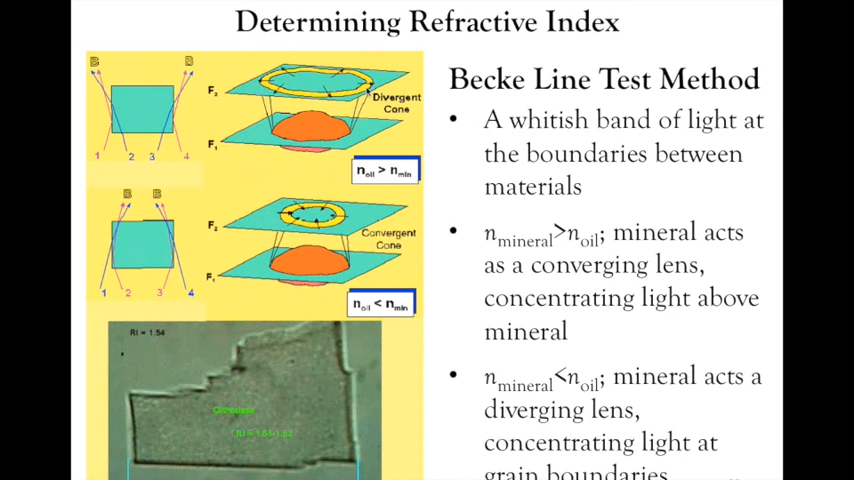 Determining Refractive Index
B
B
F2
Divergent
Cone
F1
1
2
3
4
noil > nmin
B
B
F2
Convergent
Cone
F1
1
2
3
4
noil < nmin
RI = 1.54
Orthoclase
RI = 1.51-1.53
Becke Line Test Method
• A whitish band of light at
the boundaries between
materials
• nmineral>noil; mineral acts
as a converging lens,
concentrating light above
mineral
• nmineral<noil; mineral acts a
diverging lens,
concentrating light at
grain boundaries